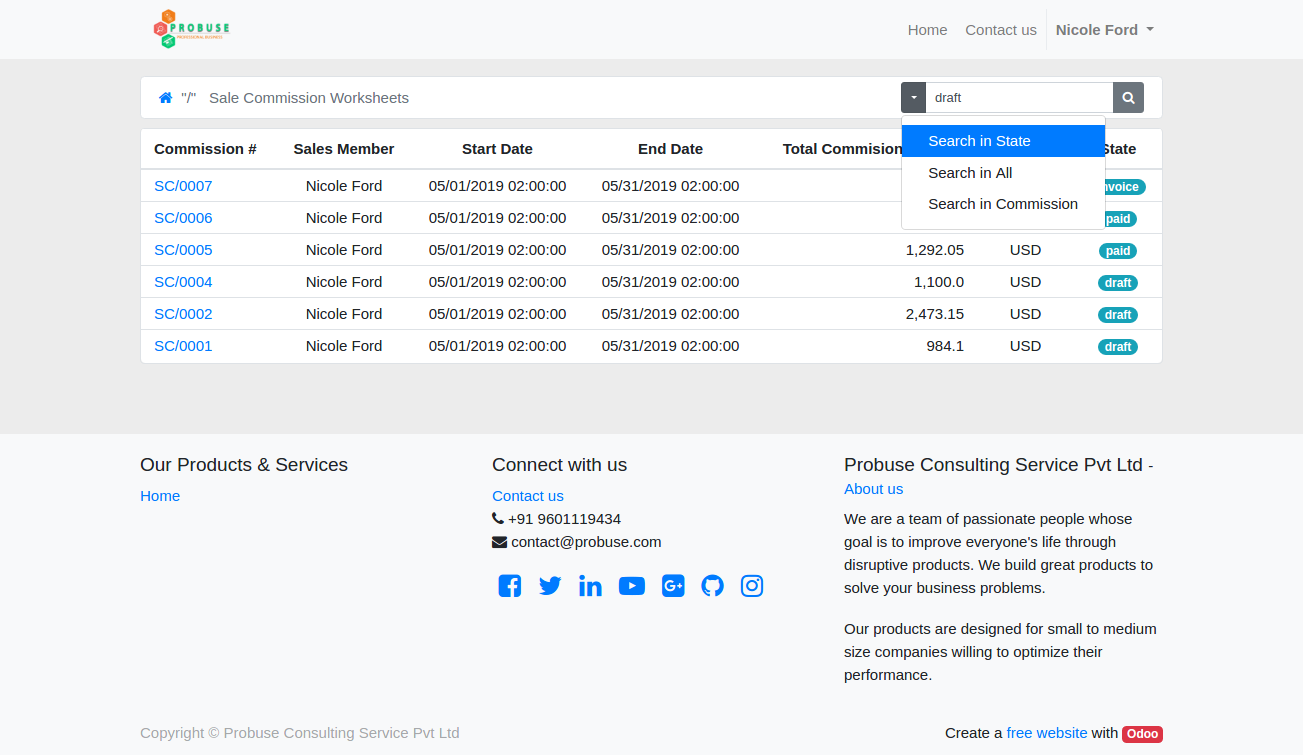 PROBUSE
PROFESSIONAL BUSINESS
Home Contact us Nicole Ford
"/" Sale Commission Worksheets draft
Search in State
Search in All
Search in Commission
Commission # Sales Member Start Date End Date Total Commision State
SC/0007 Nicole Ford 05/01/2019 02:00:00 05/31/2019 02:00:00 nvoice
SC/0006 Nicole Ford 05/01/2019 02:00:00 05/31/2019 02:00:00 paid
SC/0005 Nicole Ford 05/01/2019 02:00:00 05/31/2019 02:00:00 1,292.05 USD paid
SC/0004 Nicole Ford 05/01/2019 02:00:00 05/31/2019 02:00:00 1,100.0 USD draft
SC/0002 Nicole Ford 05/01/2019 02:00:00 05/31/2019 02:00:00 2,473.15 USD draft
SC/0001 Nicole Ford 05/01/2019 02:00:00 05/31/2019 02:00:00 984.1 USD draft
Our Products & Services
Home
Connect with us
Contact us
+91 9601119434
contact@probuse.com
Probuse Consulting Service Pvt Ltd -
About us
We are a team of passionate people whose
goal is to improve everyone's life through
disruptive products. We build great products to
solve your business problems.
Our products are designed for small to medium
size companies willing to optimize their
performance.
Copyright © Probuse Consulting Service Pvt Ltd
Create a free website with Odoo